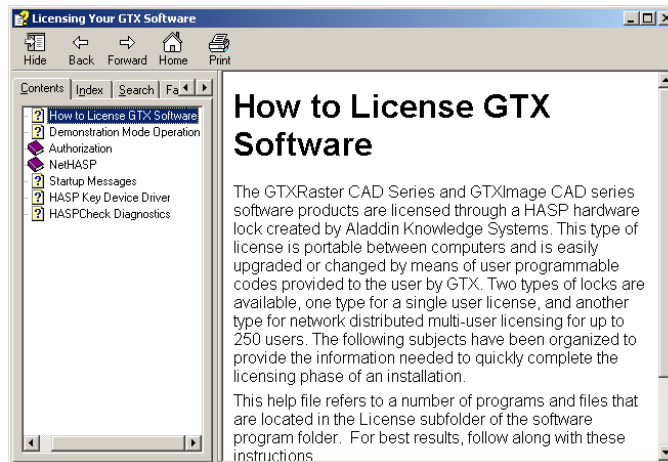 Licensing Your GTX Software
Hide Back Forward Home Print
Contents Index Search Fa
How to License GTX Software
Demonstration Mode Operation
Authorization
NetHASP
Startup Messages
HASP Key Device Driver
HASPCheck Diagnostics
How to License GTX
Software
The GTXRaster CAD Series and GTXImage CAD series
software products are licensed through a HASP hardware
lock created by Aladdin Knowledge Systems. This type of
license is portable between computers and is easily
upgraded or changed by means of user programmable
codes provided to the user by GTX. Two types of locks are
available, one type for a single user license, and another
type for network distributed multi-user licensing for up to
250 users. The following subjects have been organized to
provide the information needed to quickly complete the
licensing phase of an installation.
This help file refers to a number of programs and files that
are located in the License subfolder of the software
program folder. For best results, follow along with these
instructions